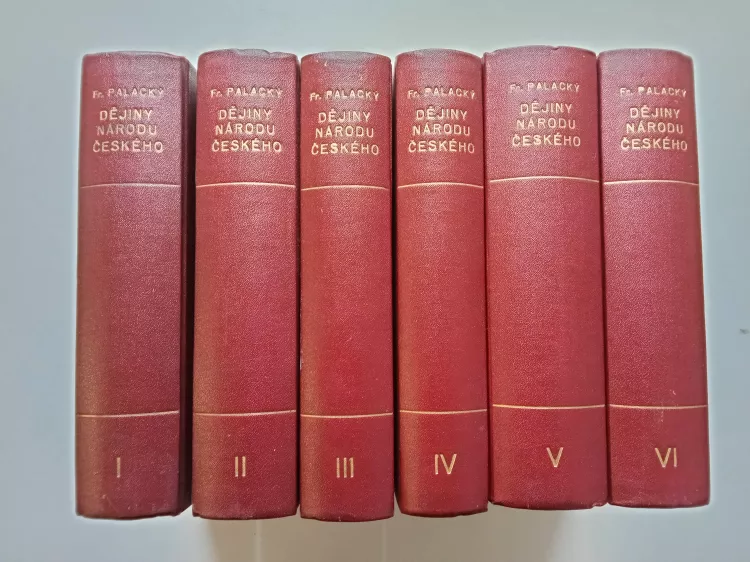 Fr. PALACKÝ
DĚJINY
NÁRODU
ČESKÉHO
I
Fr. PALACKÝ
DĚJINY
NÁRODU
ČESKÉHO
II
Fr. PALACKÝ
DĚJINY
NÁRODU
ČESKÉHO
III
Fr. PALACKÝ
DĚJINY
NÁRODU
ČESKÉHO
IV
Fr. PALACKÝ
DĚJINY
NÁRODU
ČESKÉHO
V
Fr. PALACKÝ
DĚJINY
NÁRODU
ČESKÉHO
VI